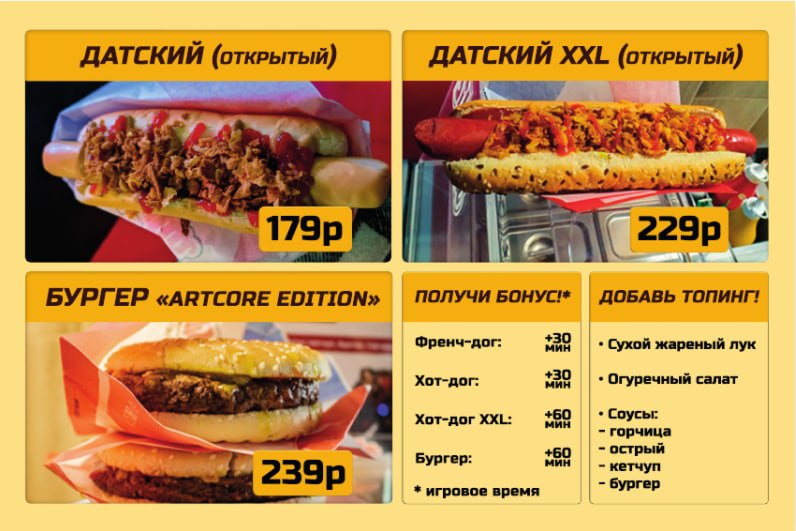 ДАТСКИЙ (ОТКРЫТЫЙ)
179р
ДАТСКИЙ XXL (ОТКРЫТЫЙ)
229р
БУРГЕР «ARTCORE EDITION»
239р
ПОЛУЧИ БОНУС!*
Френч-дог: +30 мин
Хот-дог: +30 мин
Хот-дог XXL: +60 мин
Бургер: +60 мин
* игровое время
ДОБАВЬ ТОПИНГ!
• Сухой жареный лук
• Огуречный салат
• Соусы:
- горчица
- острый
- кетчуп
- бургер